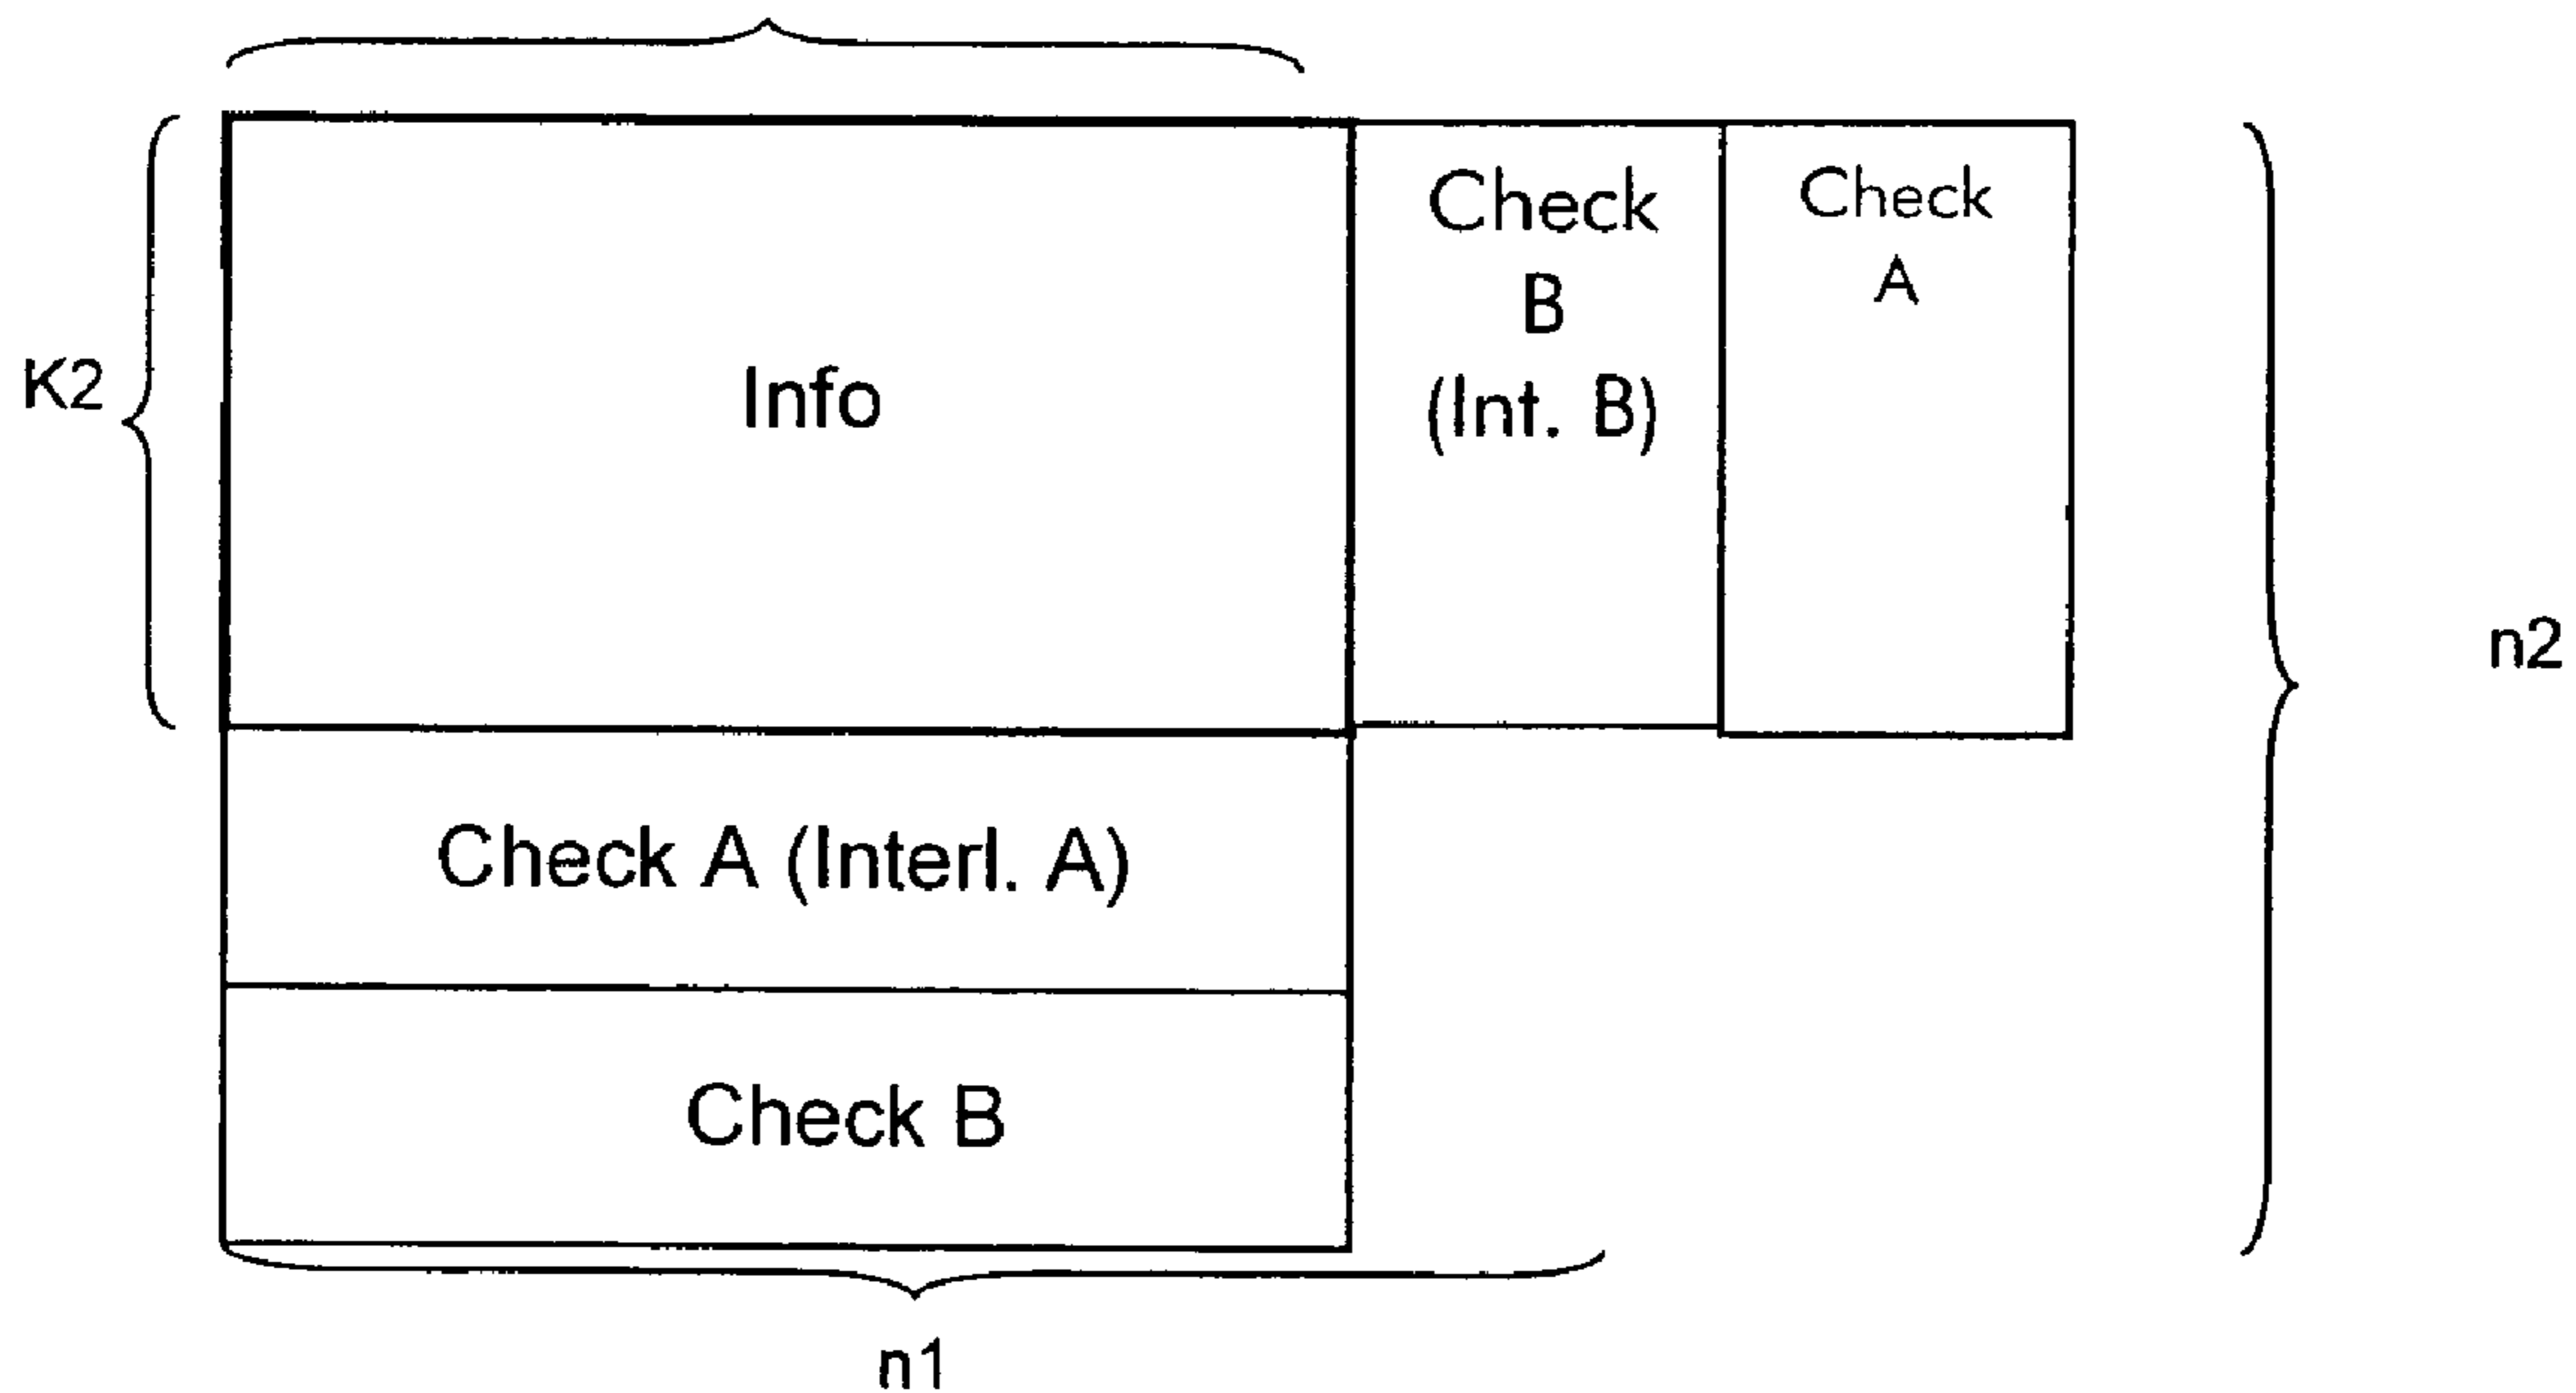 Check
B
(Int. B)
Check
A
K2
Info
n2
Check A (Interl. A)
Check B
n1